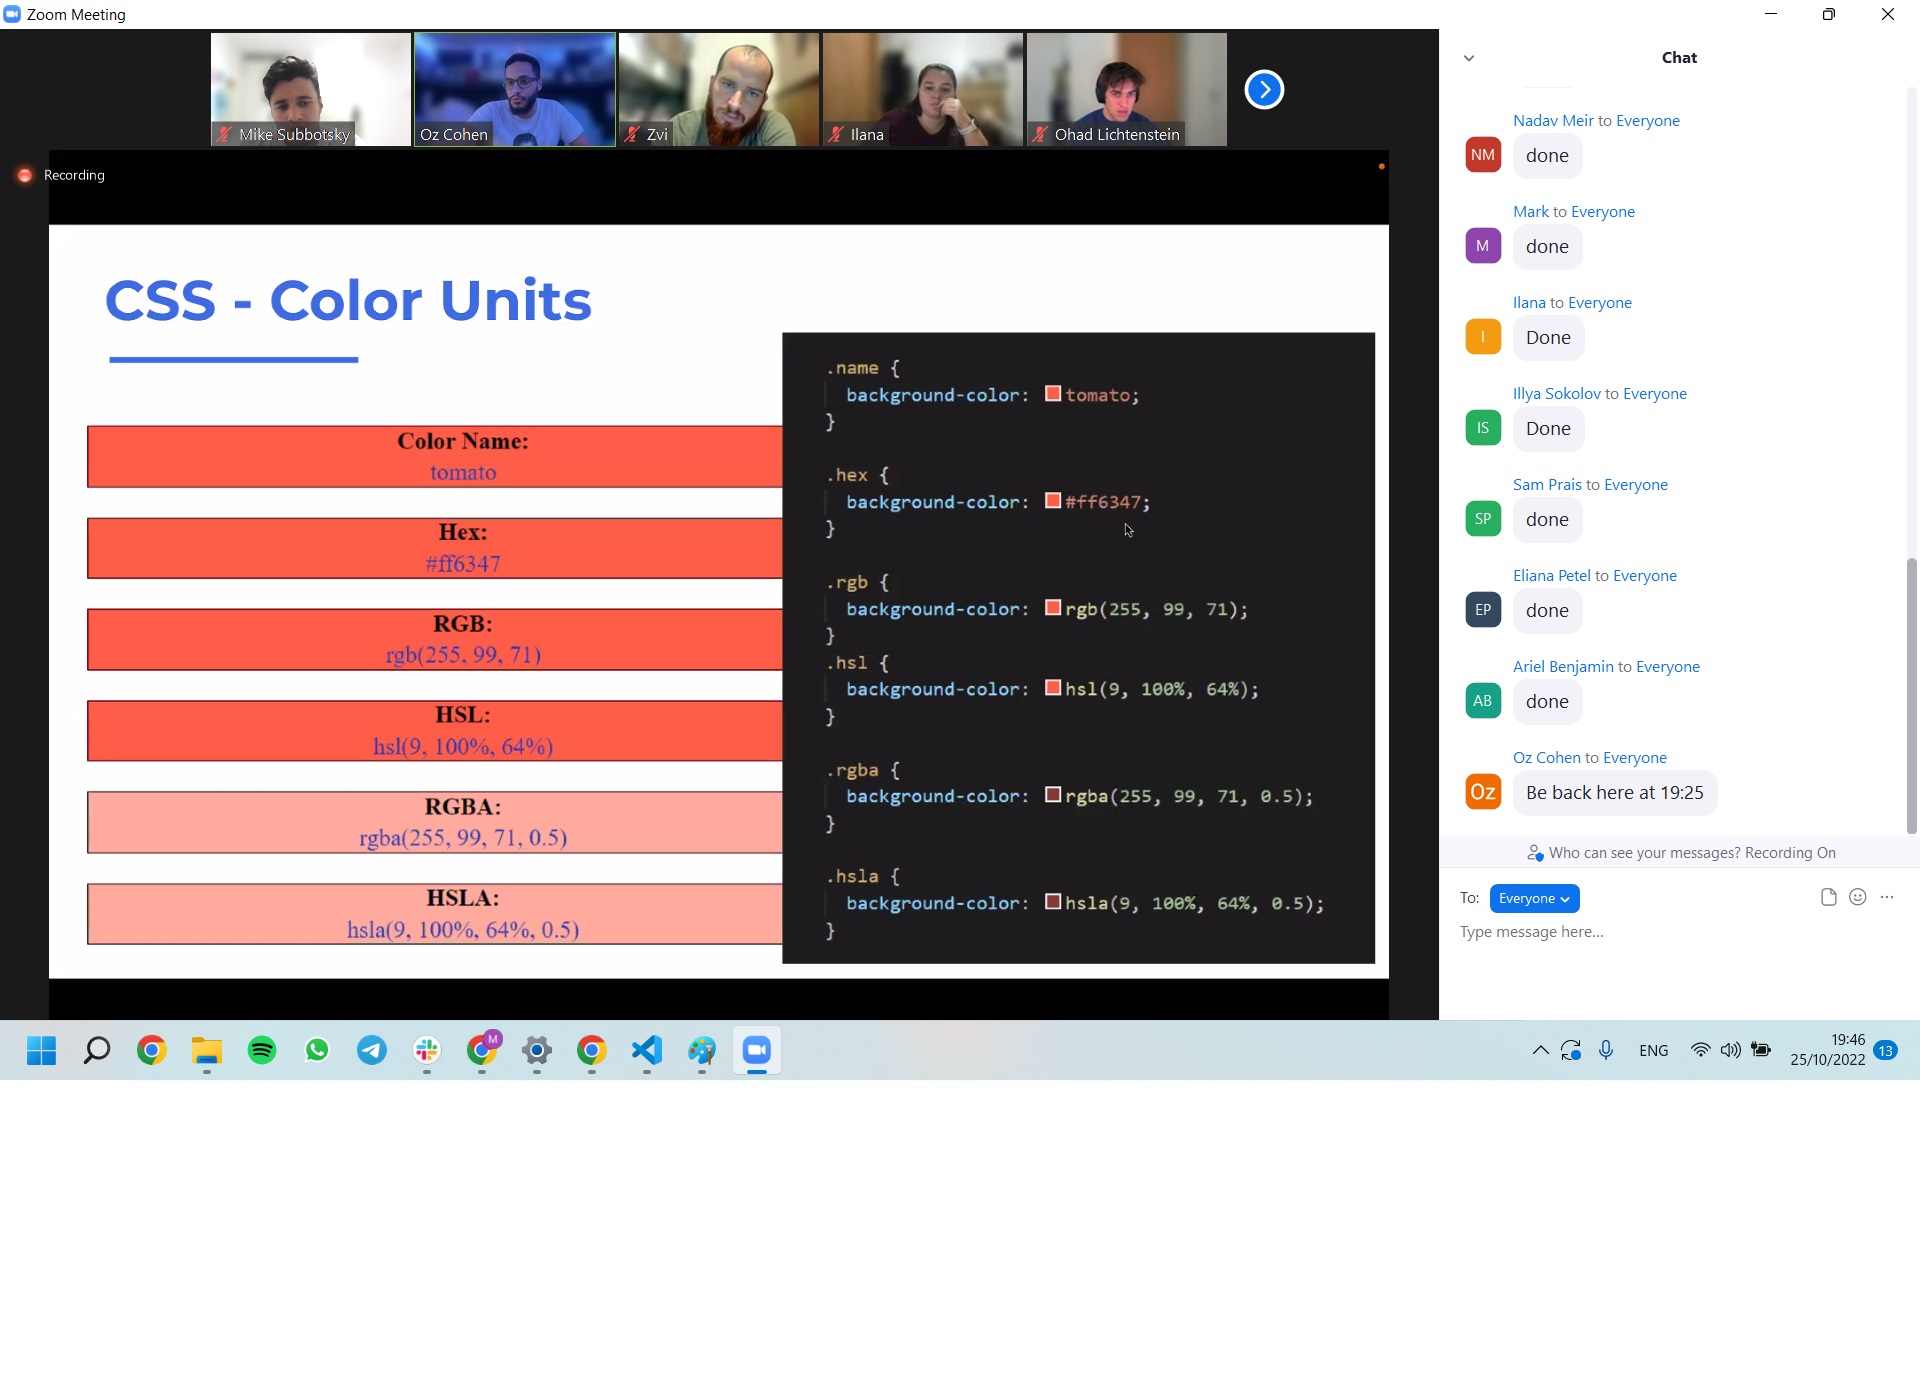 Zoom Meeting
Mike Subbotsky
Oz Cohen
Zvi
Ilana
Ohad Lichtenstein
Recording
CSS - Color Units
Color Name:
tomato
Hex:
#ff6347
RGB:
rgb(255, 99, 71)
HSL:
hsl(9, 100%, 64%)
RGBA:
rgba(255, 99, 71, 0.5)
HSLA:
hsla(9, 100%, 64%, 0.5)
.name {
background-color: tomato;
}
.hex {
background-color: #ff6347;
}
.rgb {
background-color: rgb(255, 99, 71);
}
.hsl {
background-color: hsl(9, 100%, 64%);
}
.rgba {
background-color: rgba(255, 99, 71, 0.5);
}
.hsla {
background-color: hsla(9, 100%, 64%, 0.5);
}
Chat
Nadav Meir to Everyone
NM
done
Mark to Everyone
M
done
Ilana to Everyone
I
Done
Illya Sokolov to Everyone
IS
Done
Sam Prais to Everyone
SP
done
Eliana Petel to Everyone
EP
done
Ariel Benjamin to Everyone
AB
done
Oz Cohen to Everyone
Oz
Be back here at 19:25
Who can see your messages? Recording On
To: Everyone
Type message here...
M
ENG
19:46
25/10/2022
13